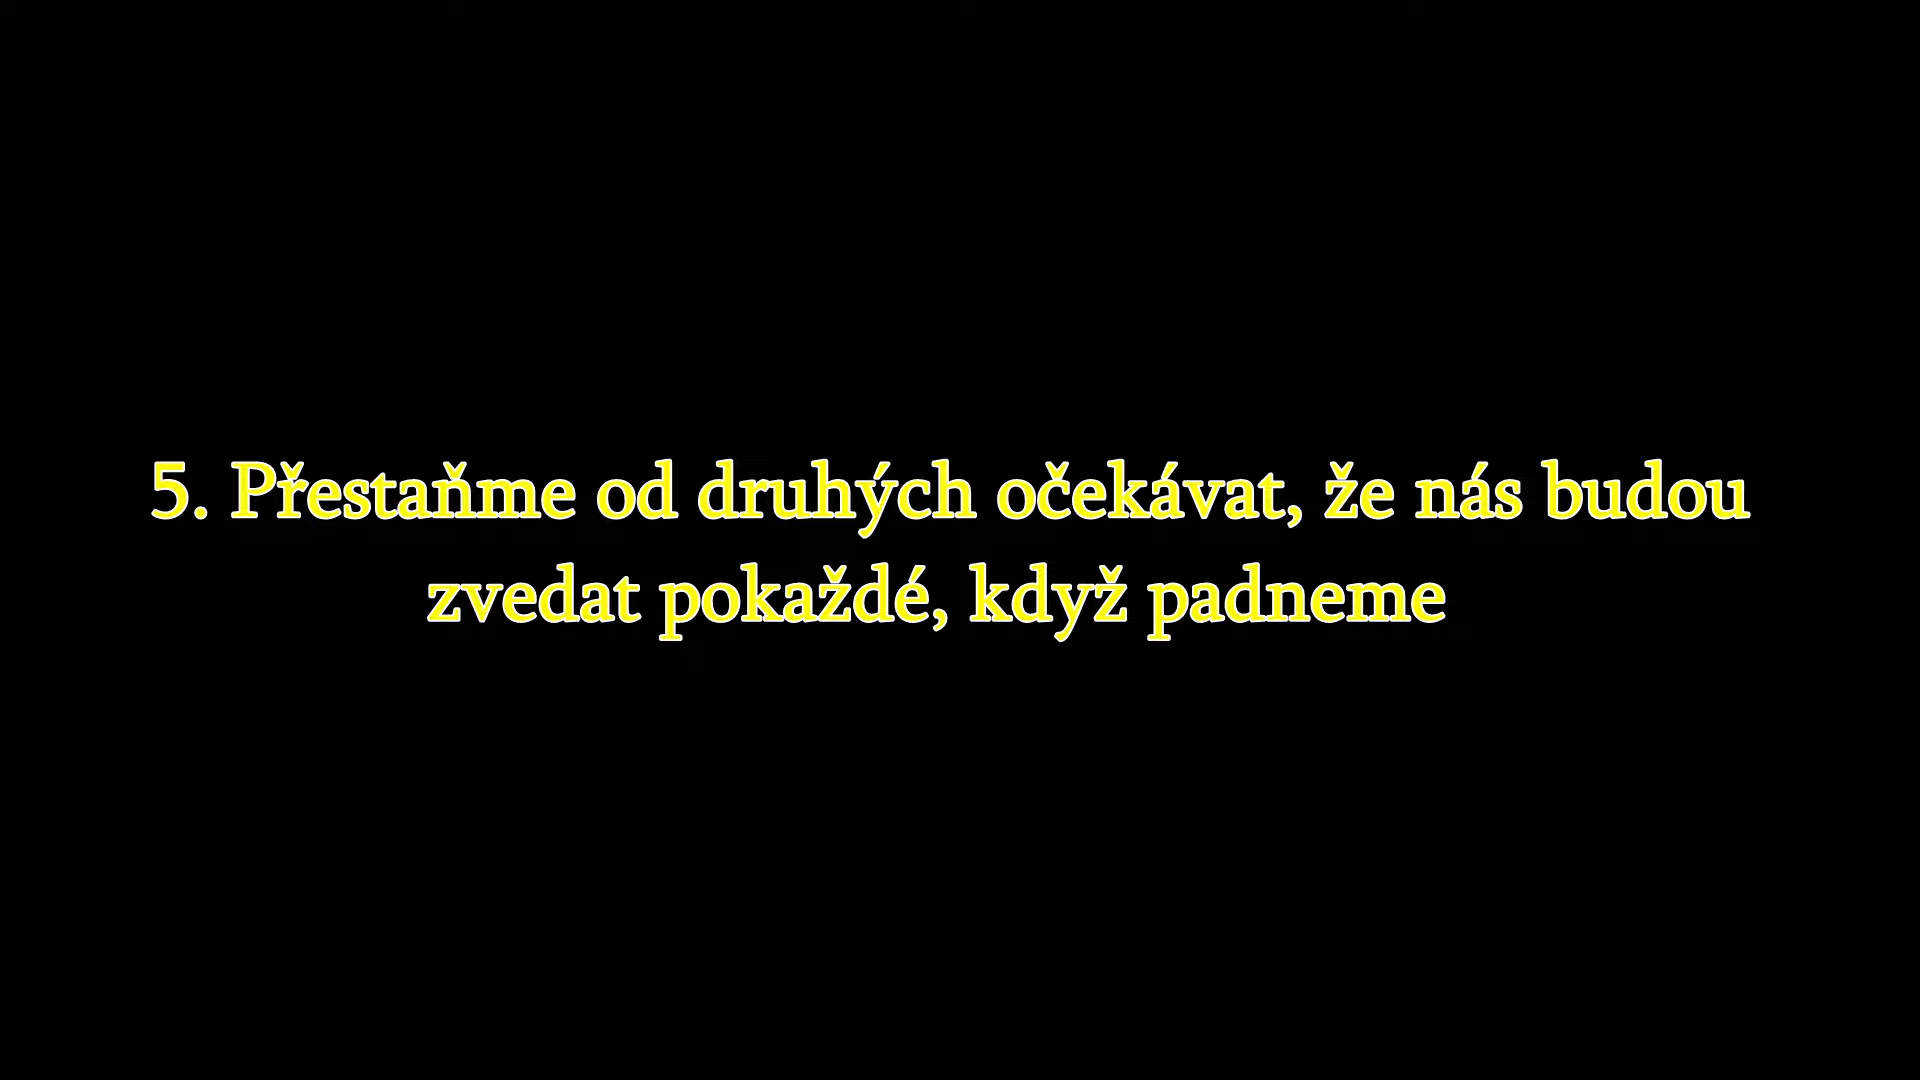 5. Přestaňme od druhých očekávat, že nás budou
zvedat pokaždé, když padneme